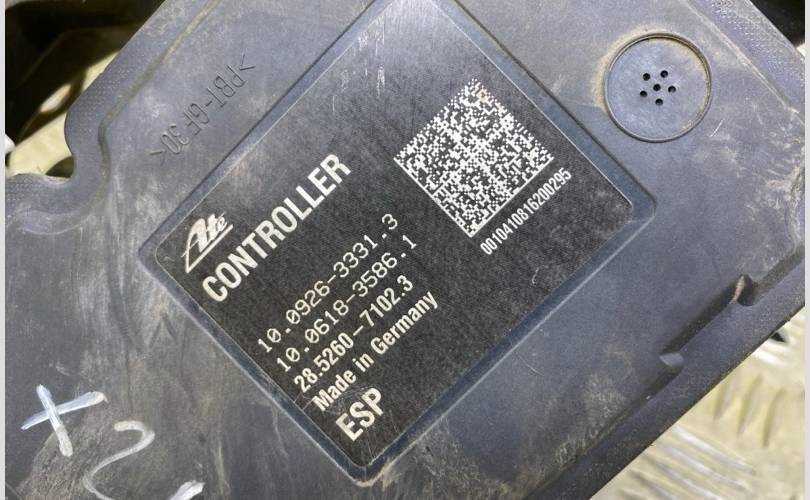 >PBT-GF30<
Ate
CONTROLLER
10.0926-3331.3
10.0618-3586.1
28.5260-7102.3
Made in Germany
ESP
0010410816200295